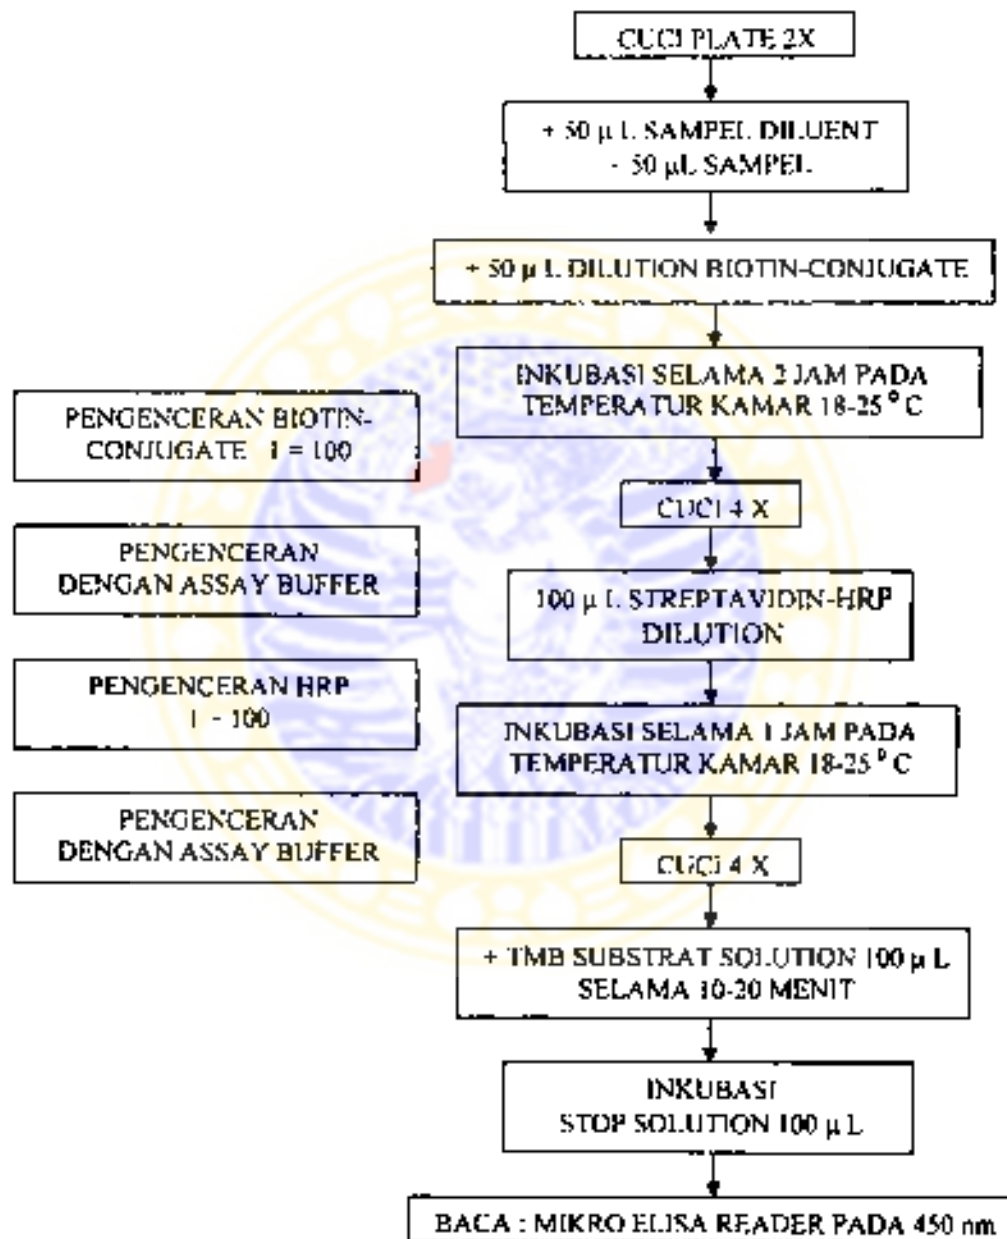 CUCI PLATE 2X
+ 50 µL SAMPEL DILUENT
- 50 µL SAMPEL
+ 50 µL DILUTION BIOTIN-CONJUGATE
INKUBASI SELAMA 2 JAM PADA
TEMPERATUR KAMAR 18-25 ⁰ C
CUCI 4 X
100 µL STREPTAVIDIN-HRP
DILUTION
INKUBASI SELAMA 1 JAM PADA
TEMPERATUR KAMAR 18-25 ⁰ C
CUCI 4 X
+ TMB SUBSTRAT SOLUTION 100 µL
SELAMA 10-20 MENIT
INKUBASI
STOP SOLUTION 100 µL
BACA : MIKRO ELISA READER PADA 450 nm
PENGENCERAN BIOTIN-
CONJUGATE 1 = 100
PENGENCERAN
DENGAN ASSAY BUFFER
PENGENCERAN HRP
1 - 100
PENGENCERAN
DENGAN ASSAY BUFFER